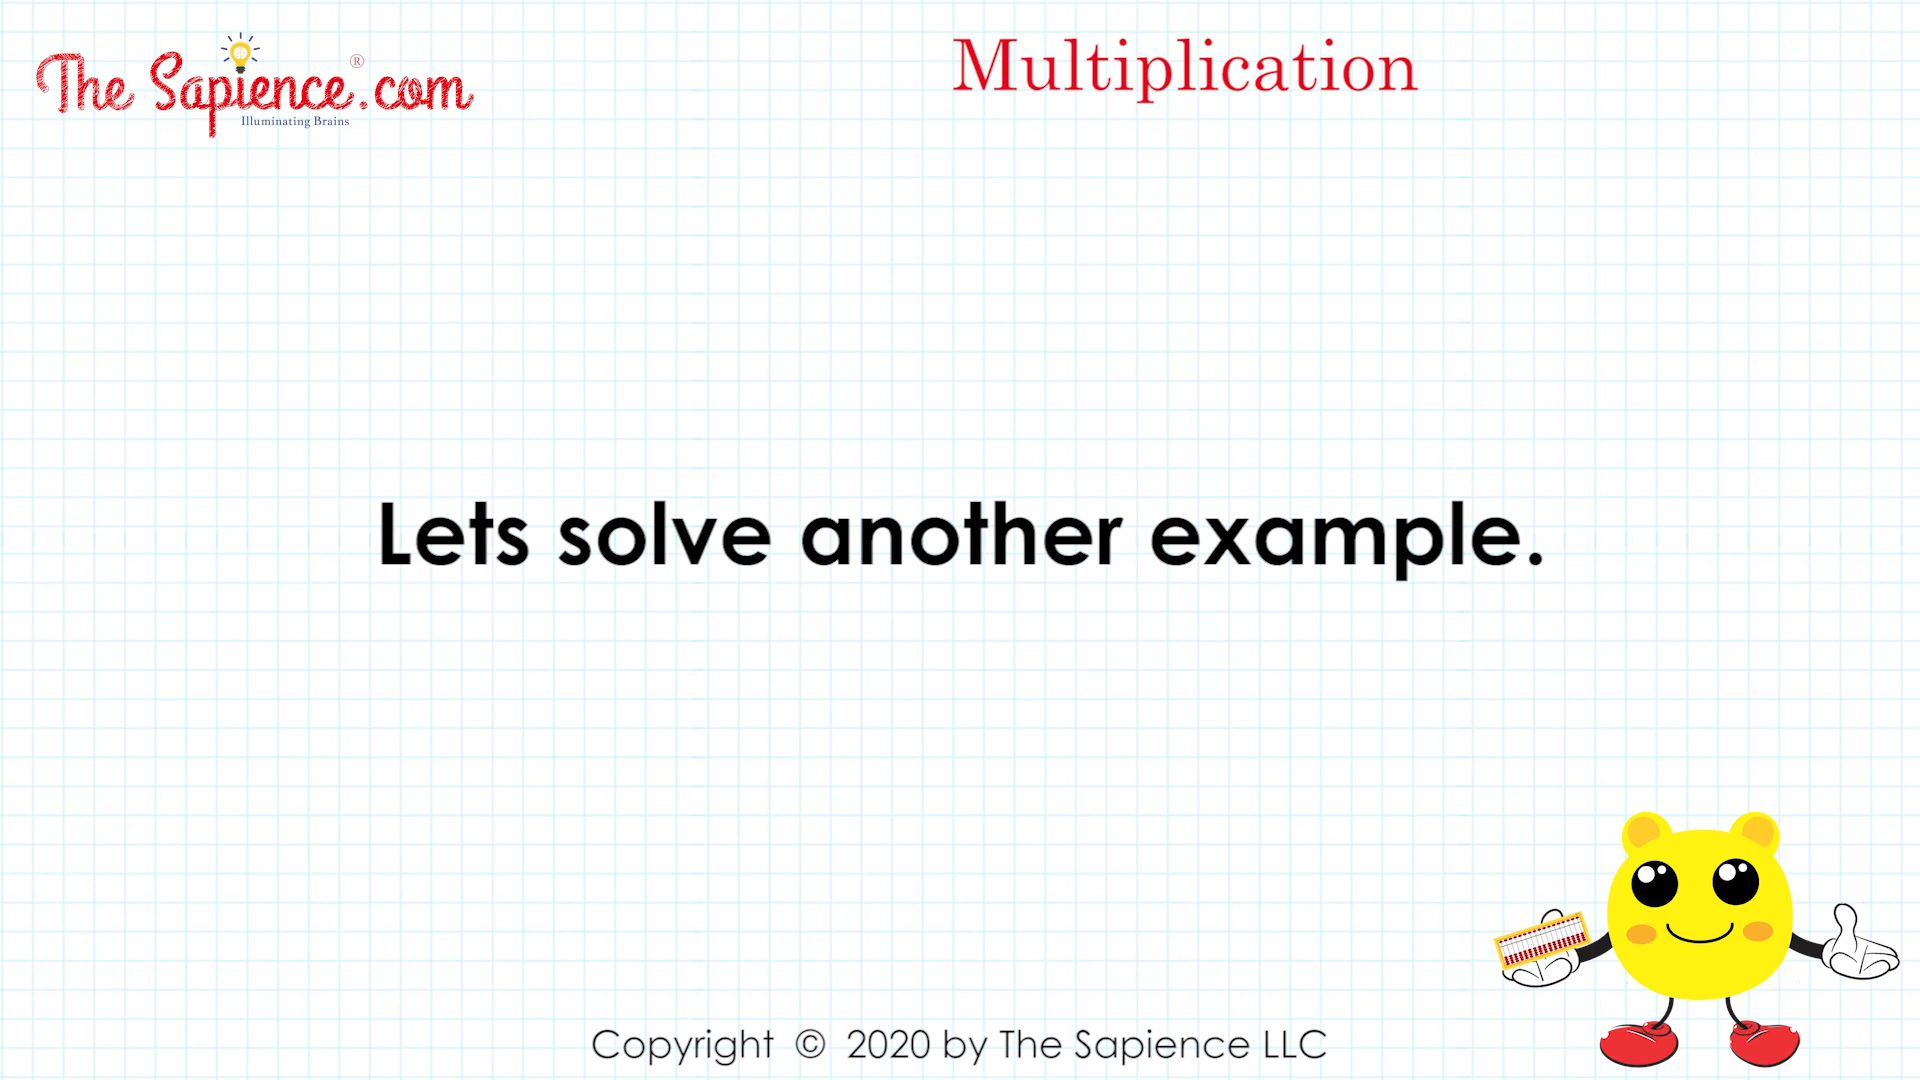 The Sapience.com®
Illuminating Brains
Multiplication
Lets solve another example.
Copyright © 2020 by The Sapience LLC